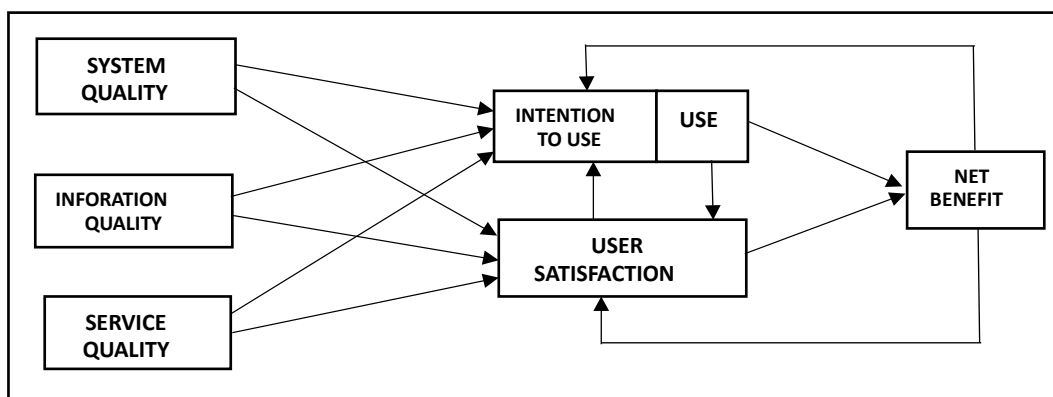 SYSTEM
QUALITY
INTENTION
TO USE
USE
NET
BENEFIT
INFORATION
QUALITY
USER
SATISFACTION
SERVICE
QUALITY